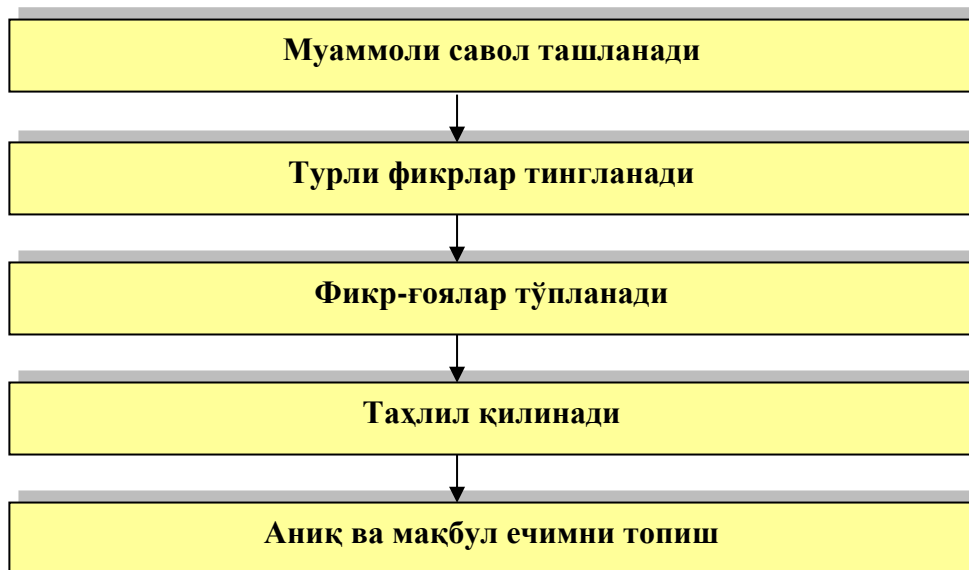 Муаммоли савол ташланади
Турли фикрлар тингланади
Фикр-ғоялар тўпланади
Таҳлил қилинади
Аниқ ва мақбул ечимни топиш